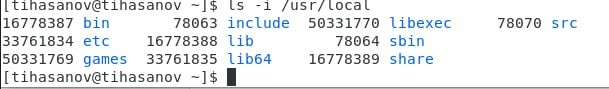 [tihasanov@tihasanov ~]$ ls -i /usr/local
16778387 bin 78063 include 50331770 libexec 78070 src
33761834 etc 16778388 lib 78064 sbin
50331769 games 33761835 lib64 16778389 share
[tihasanov@tihasanov ~]$